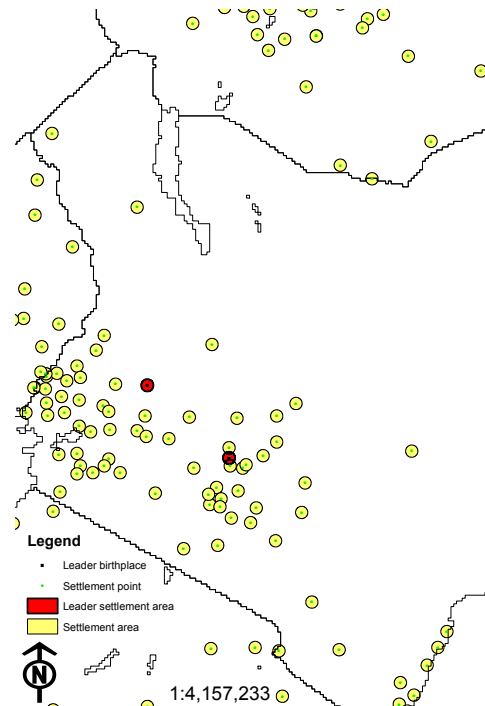 Legend
Leader birthplace
Settlement point
Leader settlement area
Settlement area
N
1:4,157,233